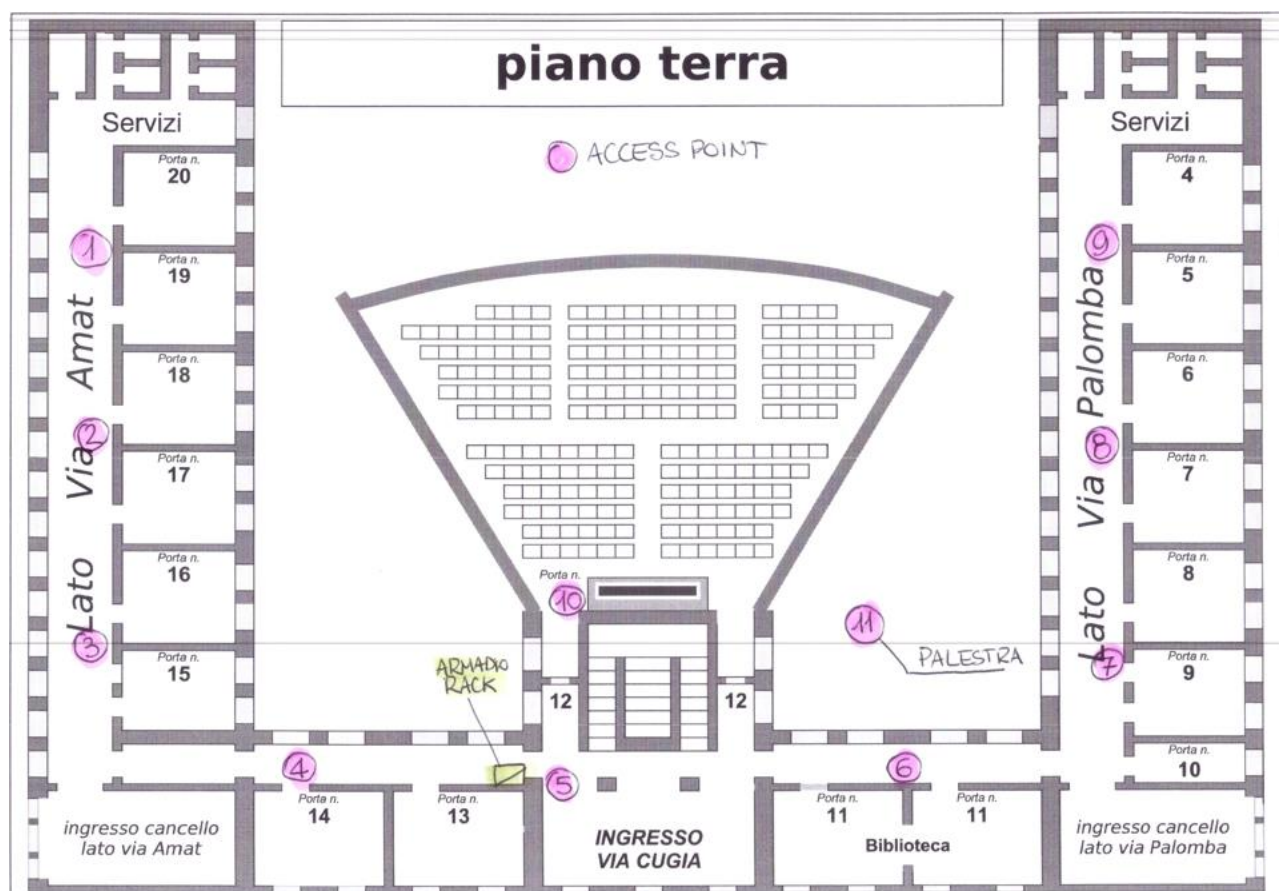 piano terra
ACCESS POINT
Servizi
Porta n.
20
1
Porta n.
19
Porta n.
18
2
Porta n.
17
Porta n.
16
3
Porta n.
15
Lato Via Amat
Servizi
Porta n.
4
9
Porta n.
5
Porta n.
6
8
Porta n.
7
Porta n.
8
7
Porta n.
9
10
Lato Via Palomba
Porta n.
10
11
PALESTRA
ARMADIO
RACK
12
12
4
5
6
Porta n.
14
Porta n.
13
Porta n.
11
Porta n.
11
Biblioteca
ingresso cancello
lato via Amat
INGRESSO
VIA CUGIA
ingresso cancello
lato via Palomba